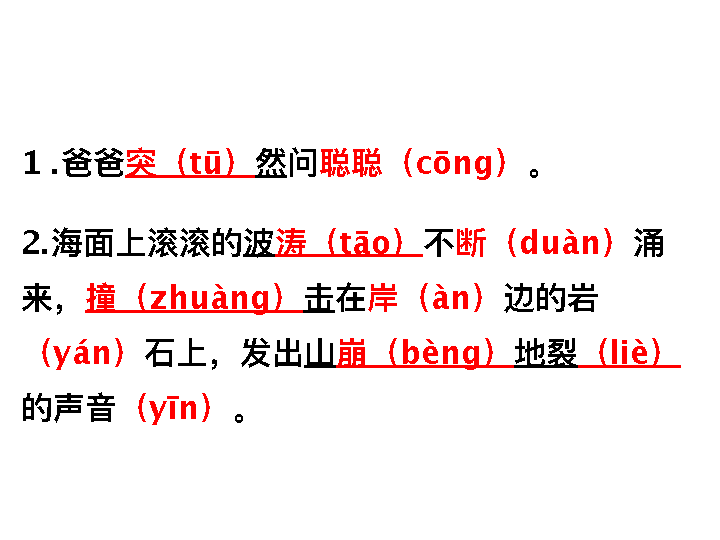 1 .爸爸突（tū）然问聪聪（cōng）。
2.海面上滚滚的波涛（tāo）不断（duàn）涌
来，撞（zhuàng）击在岸（àn）边的岩
（yán）石上，发出山崩（bèng）地裂（liè）
的声音（yīn）。